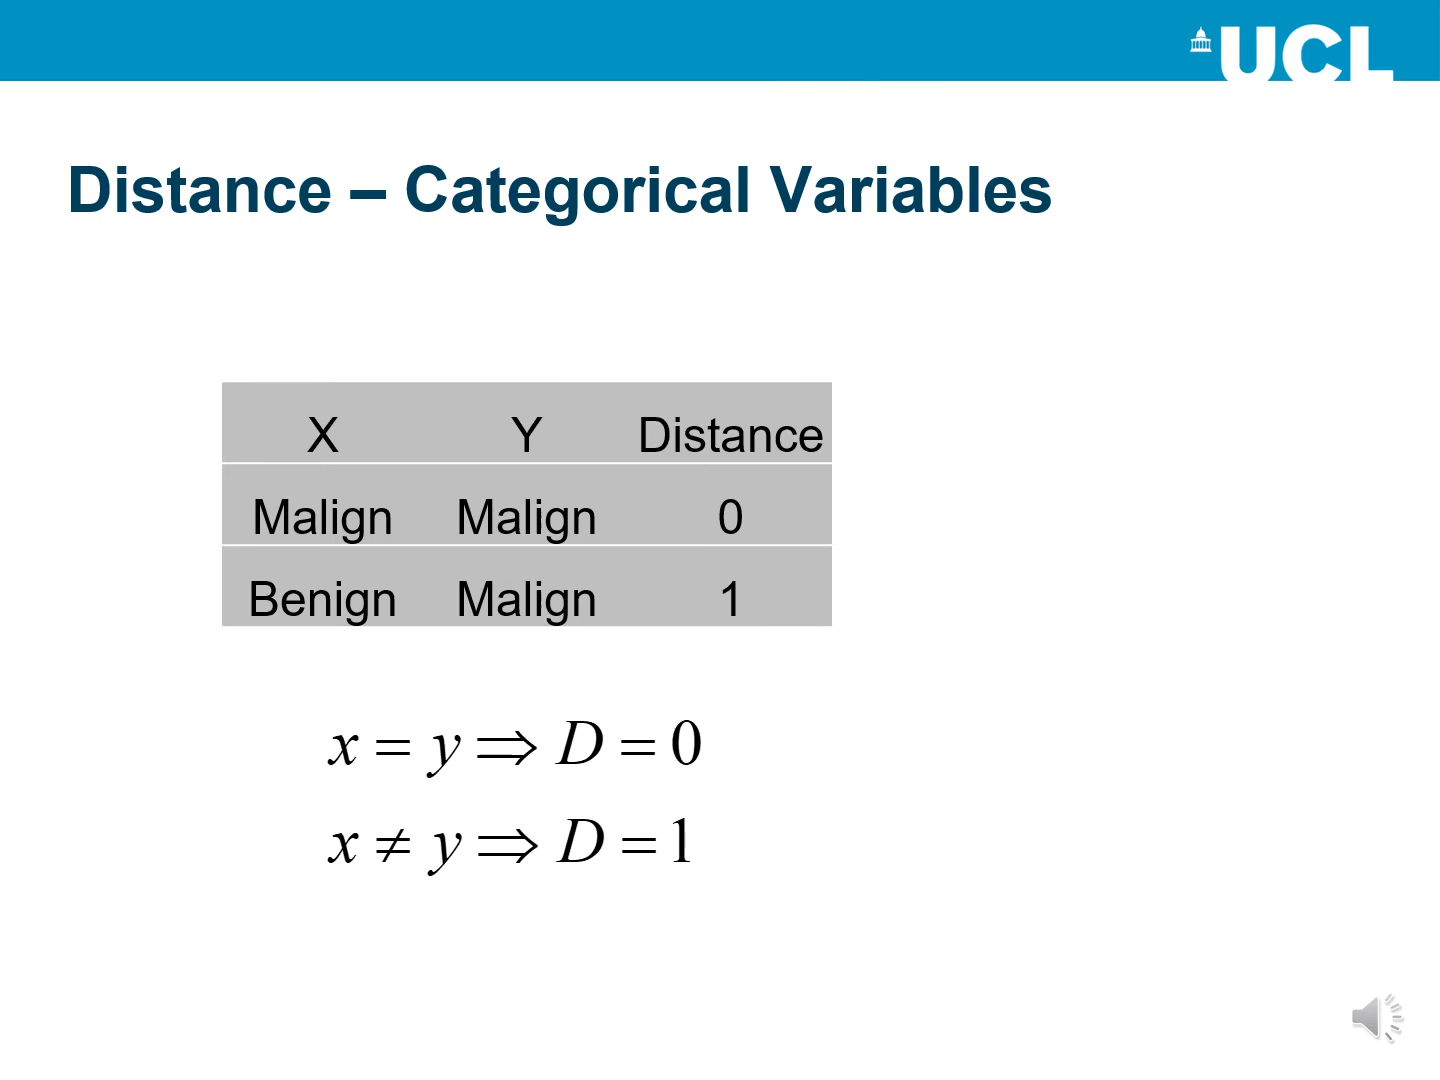 UCL
Distance – Categorical Variables
X Y Distance
Malign Malign 0
Benign Malign 1
x = y ⇒ D = 0
x ≠ y ⇒ D = 1